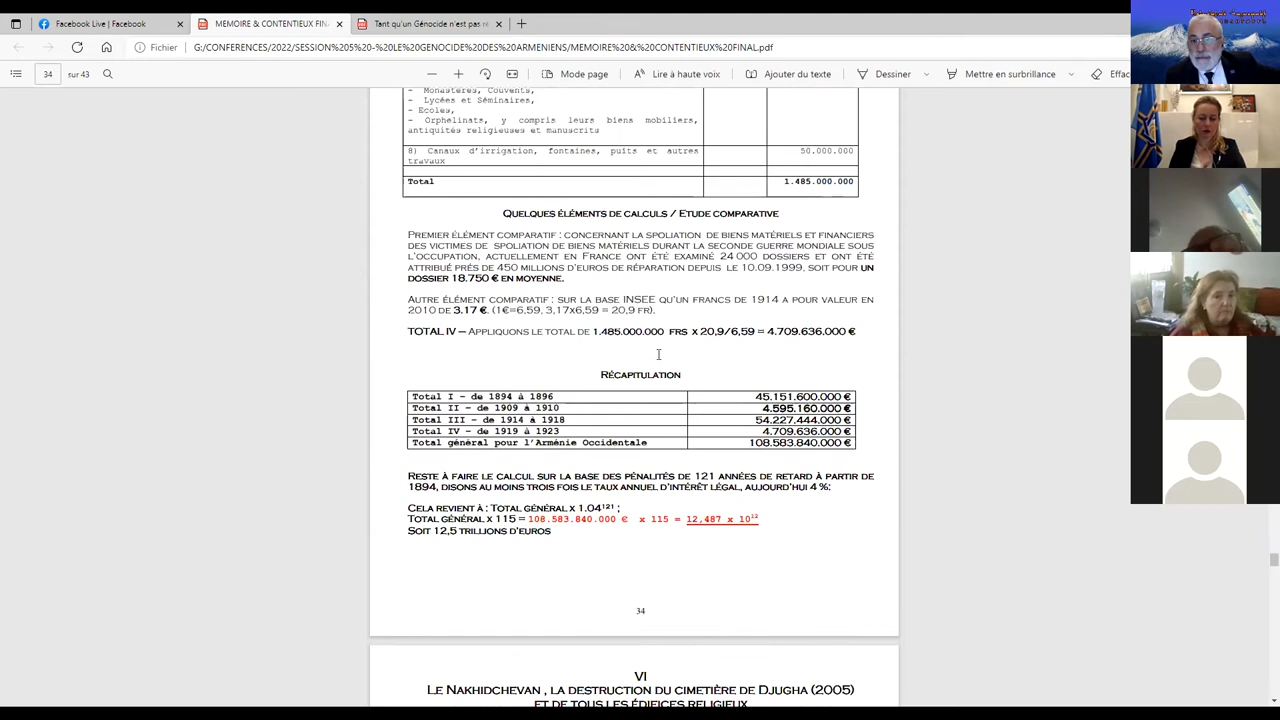 Facebook Live | Facebook
MEMOIRE & CONTENTIEUX FIN
Tant qu'un Génocide n'est pas ré
Fichier
G:/CONFERENCES/2022/SESSION%205%20-%20LE%20GENOCIDE%20DES%20ARMENIENS/MEMOIRE%20&%20CONTENTIEUX%20FINAL.pdf
34 sur 43
Mode page
Lire à haute voix
Ajouter du texte
Dessiner
Mettre en surbrillance
Effac
- Monastères, Couvents,
- Lycées et Séminaires,
- Ecoles,
- Orphelinats, y compris leurs biens mobiliers,
antiquités religieuses et manuscrits
8) Canaux d'irrigation, fontaines, puits et autres 50.000.000
travaux
Total 1.485.000.000
QUELQUES ÉLÉMENTS DE CALCULS / ETUDE COMPARATIVE
PREMIER ÉLÉMENT COMPARATIF : CONCERNANT LA SPOLIATION DE BIENS MATÉRIELS ET FINANCIERS
DES VICTIMES DE SPOLIATION DE BIENS MATÉRIELS DURANT LA SECONDE GUERRE MONDIALE SOUS
L'OCCUPATION, ACTUELLEMENT EN FRANCE ONT ÉTÉ EXAMINÉ 24 000 DOSSIERS ET ONT ÉTÉ
ATTRIBUÉ PRÉS DE 450 MILLIONS D'EUROS DE RÉPARATION DEPUIS LE 10.09.1999, SOIT POUR UN
DOSSIER 18.750 € EN MOYENNE.
AUTRE ÉLÉMENT COMPARATIF : SUR LA BASE INSEE QU'UN FRANCS DE 1914 A POUR VALEUR EN
2010 DE 3.17 €. (1€=6,59, 3,17x6,59 = 20,9 FR).
TOTAL IV – APPLIQUONS LE TOTAL DE 1.485.000.000 FRS X 20,9/6,59 = 4.709.636.000 €
RÉCAPITULATION
Total I – de 1894 à 1896 45.151.600.000 €
Total II – de 1909 à 1910 4.595.160.000 €
Total III – de 1914 à 1918 54.227.444.000 €
Total IV – de 1919 à 1923 4.709.636.000 €
Total général pour l'Arménie Occidentale 108.583.840.000 €
RESTE À FAIRE LE CALCUL SUR LA BASE DES PÉNALITÉS DE 121 ANNÉES DE RETARD À PARTIR DE
1894, DISONS AU MOINS TROIS FOIS LE TAUX ANNUEL D'INTÉRÊT LÉGAL, AUJOURD'HUI 4 %:
CELA REVIENT À : TOTAL GÉNÉRAL X 1.04¹²¹ ;
TOTAL GÉNÉRAL X 115 = 108.583.840.000 € x 115 = 12,487 x 10¹²
SOIT 12,5 TRILLIONS D'EUROS
34
VI
LE NAKHIDCHEVAN , LA DESTRUCTION DU CIMETIÈRE DE DJUGHA (2005)
ET DE TOUS LES ÉDIFICES RELIGIEUX